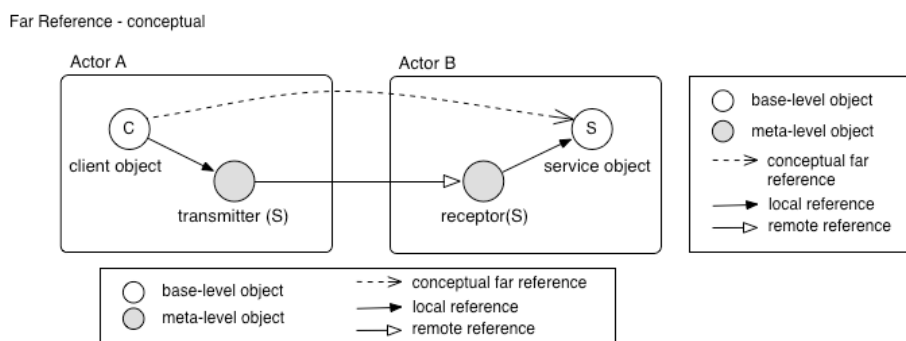 Far Reference - conceptual
Actor A
Actor B
C
client object
transmitter (S)
receptor(S)
S
service object
base-level object
meta-level object
conceptual far
reference
local reference
remote reference
base-level object
meta-level object
conceptual far reference
local reference
remote reference